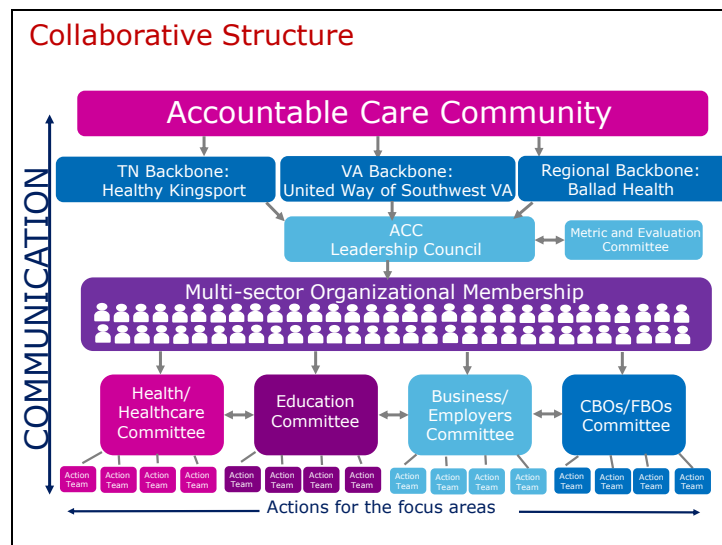 Collaborative Structure
Accountable Care Community
TN Backbone:
Healthy Kingsport
VA Backbone:
United Way of Southwest VA
Regional Backbone:
Ballad Health
ACC
Leadership Council
Metric and Evaluation
Committee
Multi-sector Organizational Membership
Health/
Healthcare
Committee
Education
Committee
Business/
Employers
Committee
CBOs/FBOs
Committee
Action
Team
Action
Team
Action
Team
Action
Team
Action
Team
Action
Team
Action
Team
Action
Team
Action
Team
Action
Team
Action
Team
Action
Team
Action
Team
Action
Team
Action
Team
Action
Team
Actions for the focus areas
COMMUNICATION